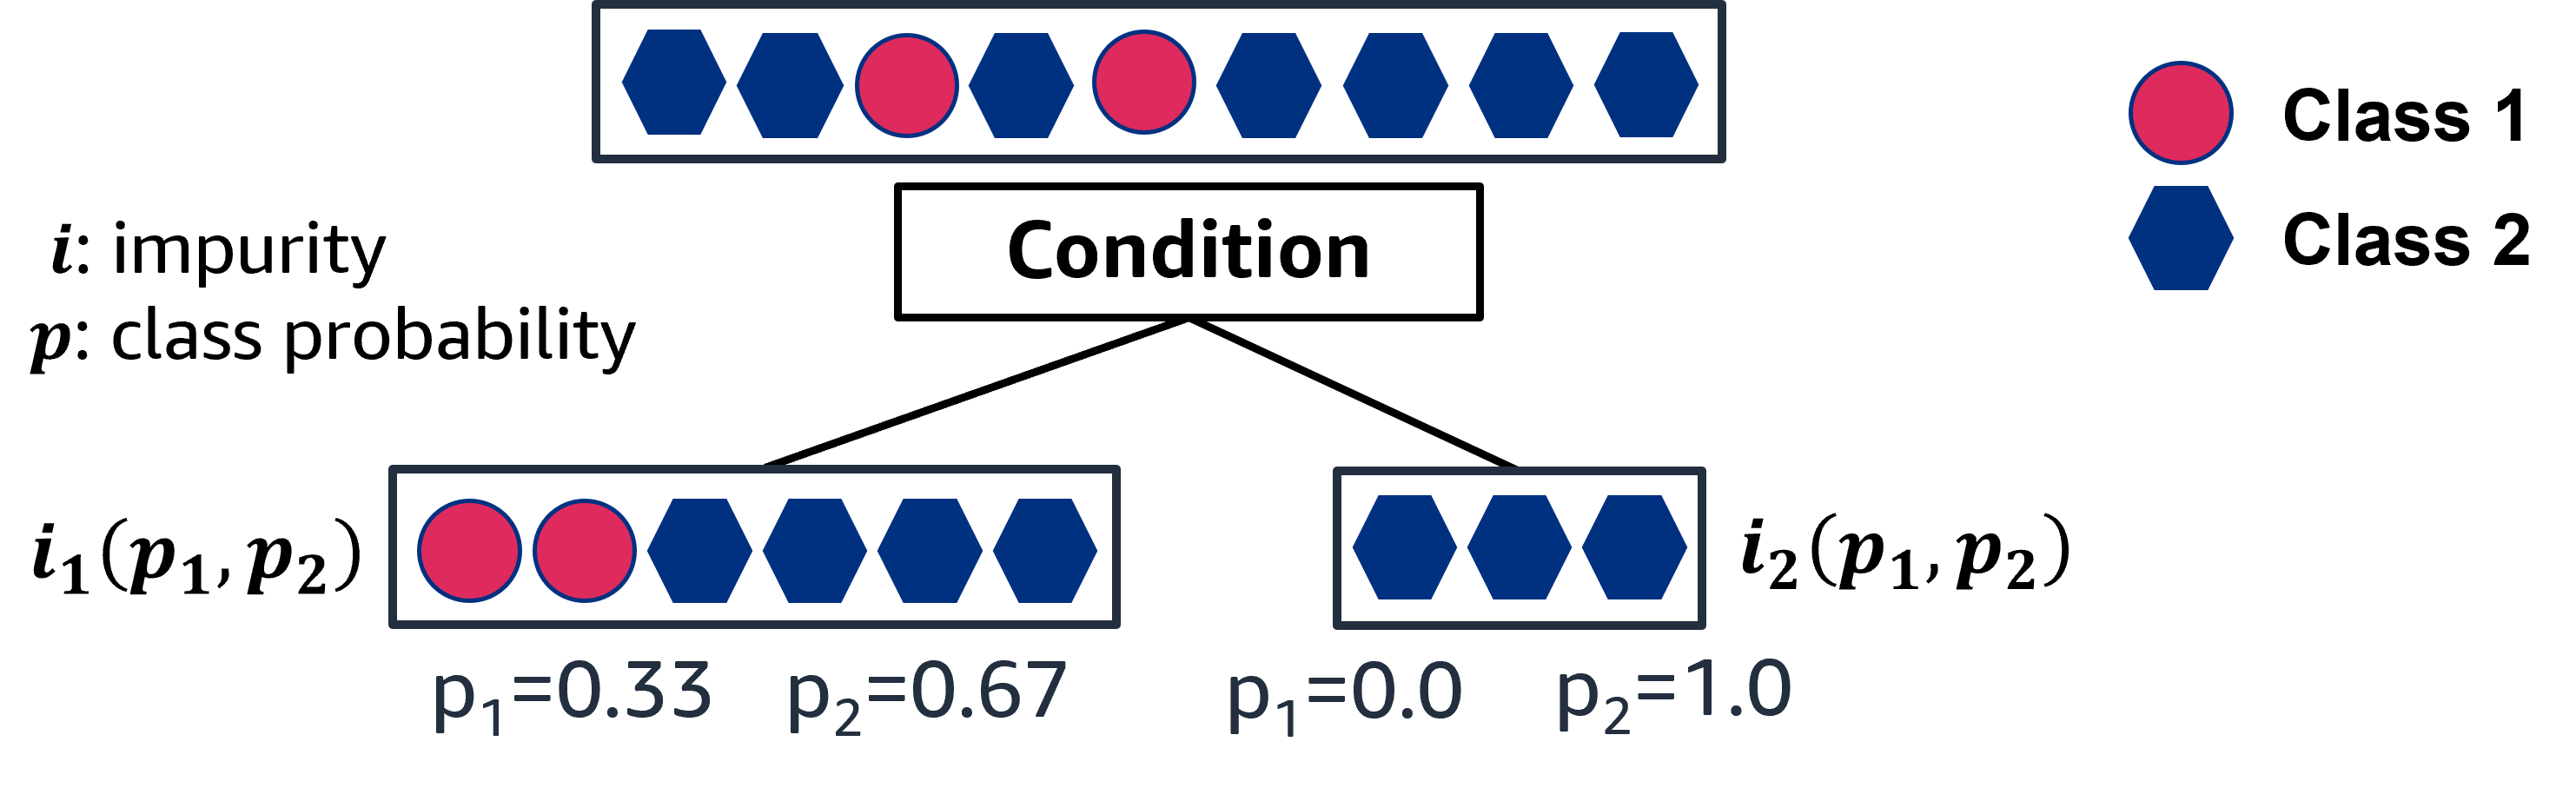 Class 1
Class 2
Condition
i: impurity
p: class probability
i₁(p₁, p₂)
i₂(p₁, p₂)
p₁=0.33 p₂=0.67 p₁=0.0 p₂=1.0